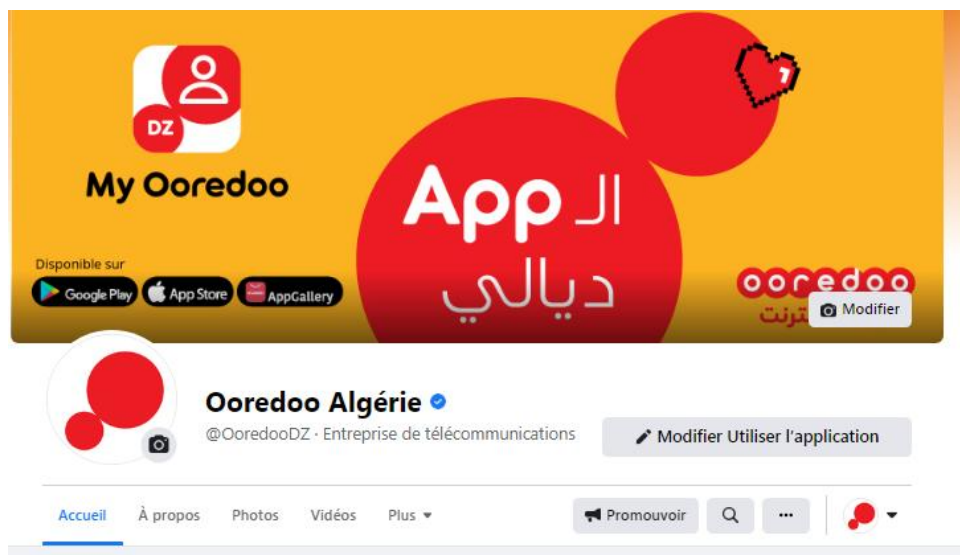 DZ
My Ooredoo
Disponible sur
Google Play App Store AppGallery
الـ App
ديالي
ooredoo
Modifier
Ooredoo Algérie
@OoredooDZ · Entreprise de télécommunications
Modifier Utiliser l'application
Accueil À propos Photos Vidéos Plus
Promouvoir ...